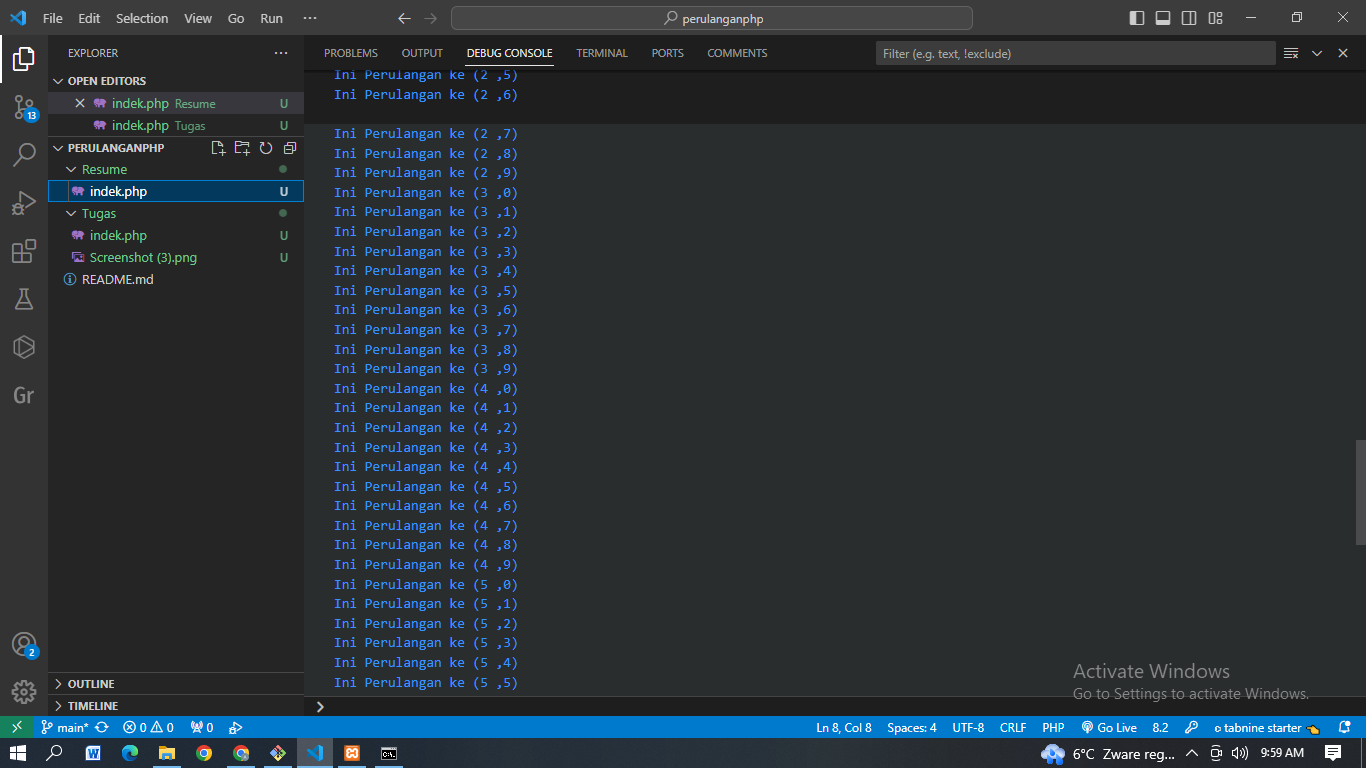 File Edit Selection View Go Run ··· perulanganphp
EXPLORER ···
OPEN EDITORS
indek.php Resume U
indek.php Tugas U
PERULANGANPHP
Resume
indek.php U
Tugas
indek.php U
Screenshot (3).png U
README.md
OUTLINE
TIMELINE
13
Gr
2
PROBLEMS OUTPUT DEBUG CONSOLE TERMINAL PORTS COMMENTS Filter (e.g. text, !exclude)
Ini Perulangan ke (2 ,5)
Ini Perulangan ke (2 ,6)
Ini Perulangan ke (2 ,7)
Ini Perulangan ke (2 ,8)
Ini Perulangan ke (2 ,9)
Ini Perulangan ke (3 ,0)
Ini Perulangan ke (3 ,1)
Ini Perulangan ke (3 ,2)
Ini Perulangan ke (3 ,3)
Ini Perulangan ke (3 ,4)
Ini Perulangan ke (3 ,5)
Ini Perulangan ke (3 ,6)
Ini Perulangan ke (3 ,7)
Ini Perulangan ke (3 ,8)
Ini Perulangan ke (3 ,9)
Ini Perulangan ke (4 ,0)
Ini Perulangan ke (4 ,1)
Ini Perulangan ke (4 ,2)
Ini Perulangan ke (4 ,3)
Ini Perulangan ke (4 ,4)
Ini Perulangan ke (4 ,5)
Ini Perulangan ke (4 ,6)
Ini Perulangan ke (4 ,7)
Ini Perulangan ke (4 ,8)
Ini Perulangan ke (4 ,9)
Ini Perulangan ke (5 ,0)
Ini Perulangan ke (5 ,1)
Ini Perulangan ke (5 ,2)
Ini Perulangan ke (5 ,3)
Ini Perulangan ke (5 ,4)
Ini Perulangan ke (5 ,5)
Activate Windows
Go to Settings to activate Windows.
main* 0 0 0 Ln 8, Col 8 Spaces: 4 UTF-8 CRLF PHP Go Live 8.2 tabnine starter
6°C Zware reg... 9:59 AM